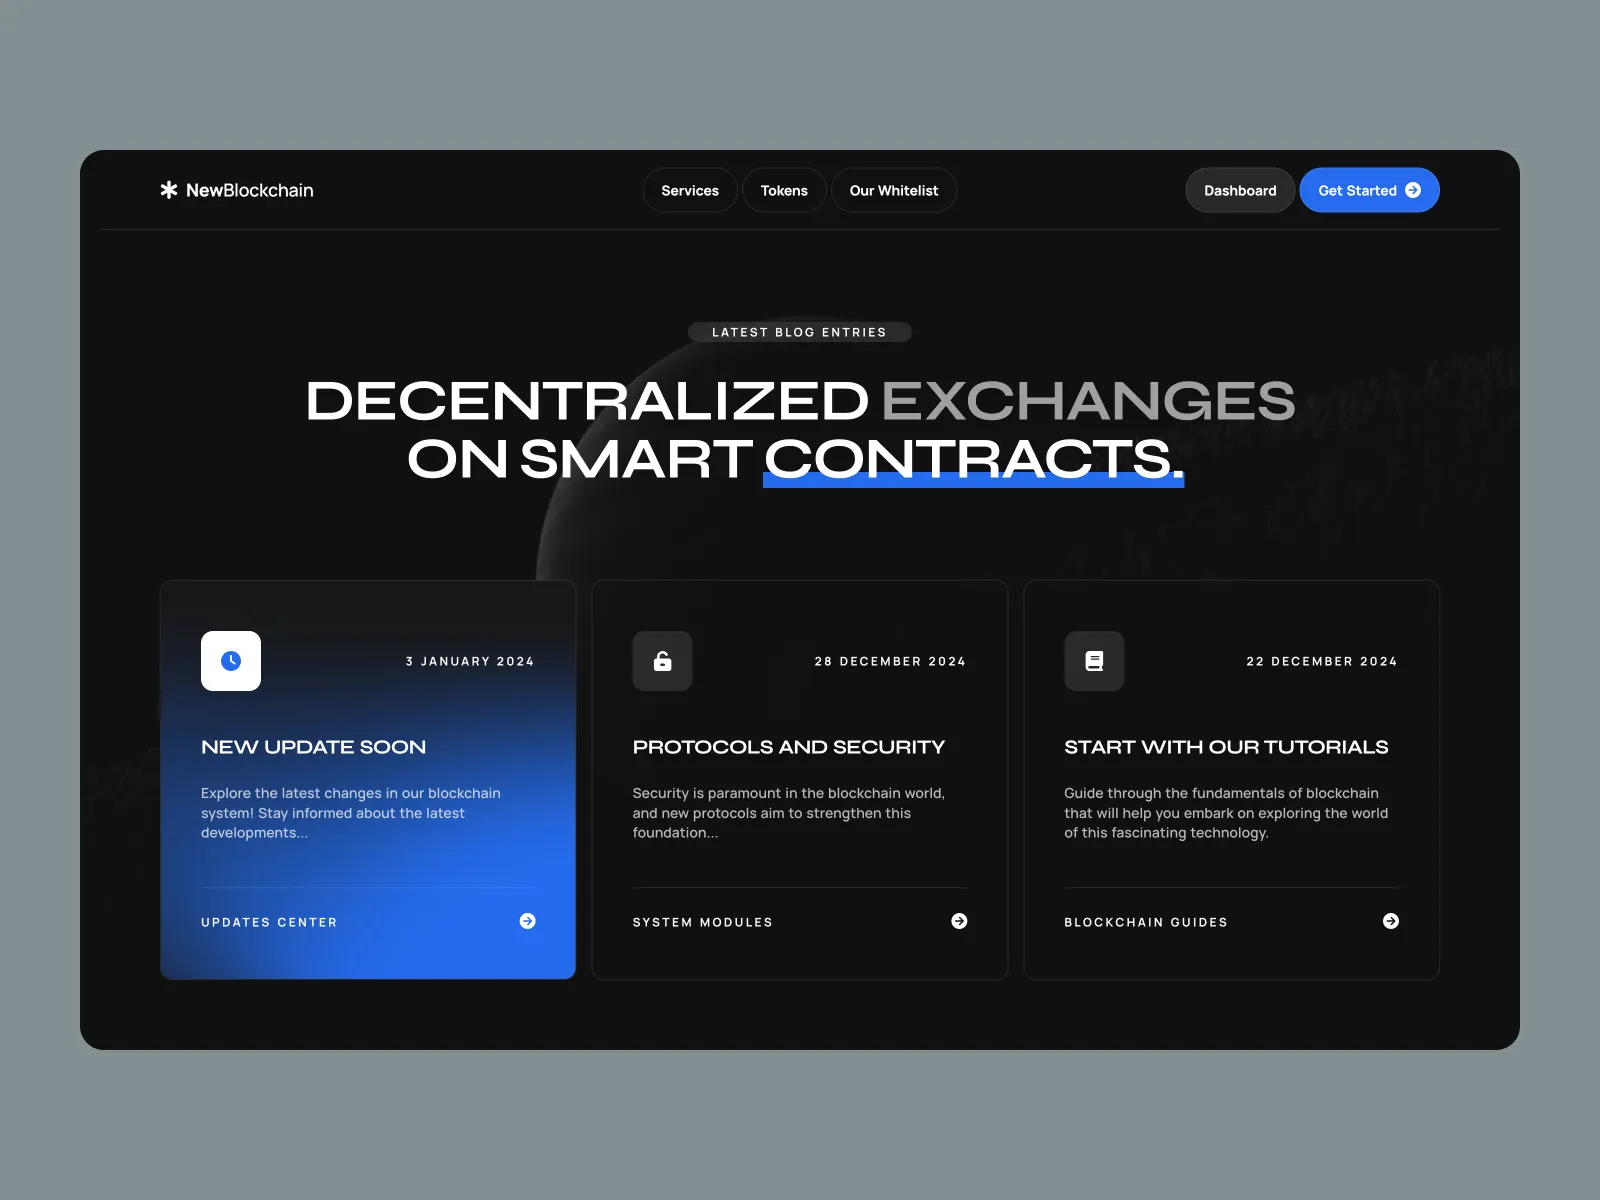 NewBlockchain
Services
Tokens
Our Whitelist
Dashboard
Get Started
LATEST BLOG ENTRIES
DECENTRALIZED EXCHANGES
ON SMART CONTRACTS.
3 JANUARY 2024
NEW UPDATE SOON
Explore the latest changes in our blockchain
system! Stay informed about the latest
developments...
UPDATES CENTER
28 DECEMBER 2024
PROTOCOLS AND SECURITY
Security is paramount in the blockchain world,
and new protocols aim to strengthen this
foundation...
SYSTEM MODULES
22 DECEMBER 2024
START WITH OUR TUTORIALS
Guide through the fundamentals of blockchain
that will help you embark on exploring the world
of this fascinating technology.
BLOCKCHAIN GUIDES